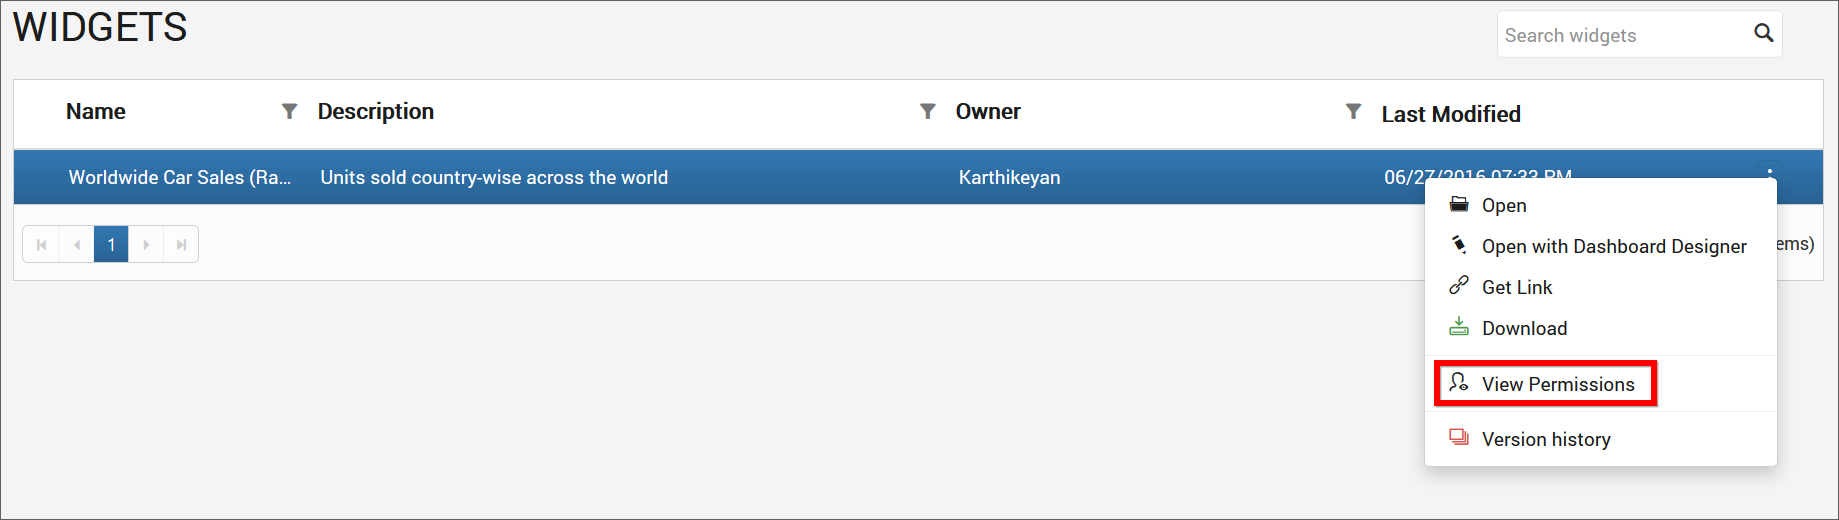 WIDGETS
Search widgets
Name Description Owner Last Modified
Worldwide Car Sales (Ra... Units sold country-wise across the world Karthikeyan 06/27/2016 07:33 PM
Open
1
Open with Dashboard Designer
ems)
Get Link
Download
View Permissions
Version history